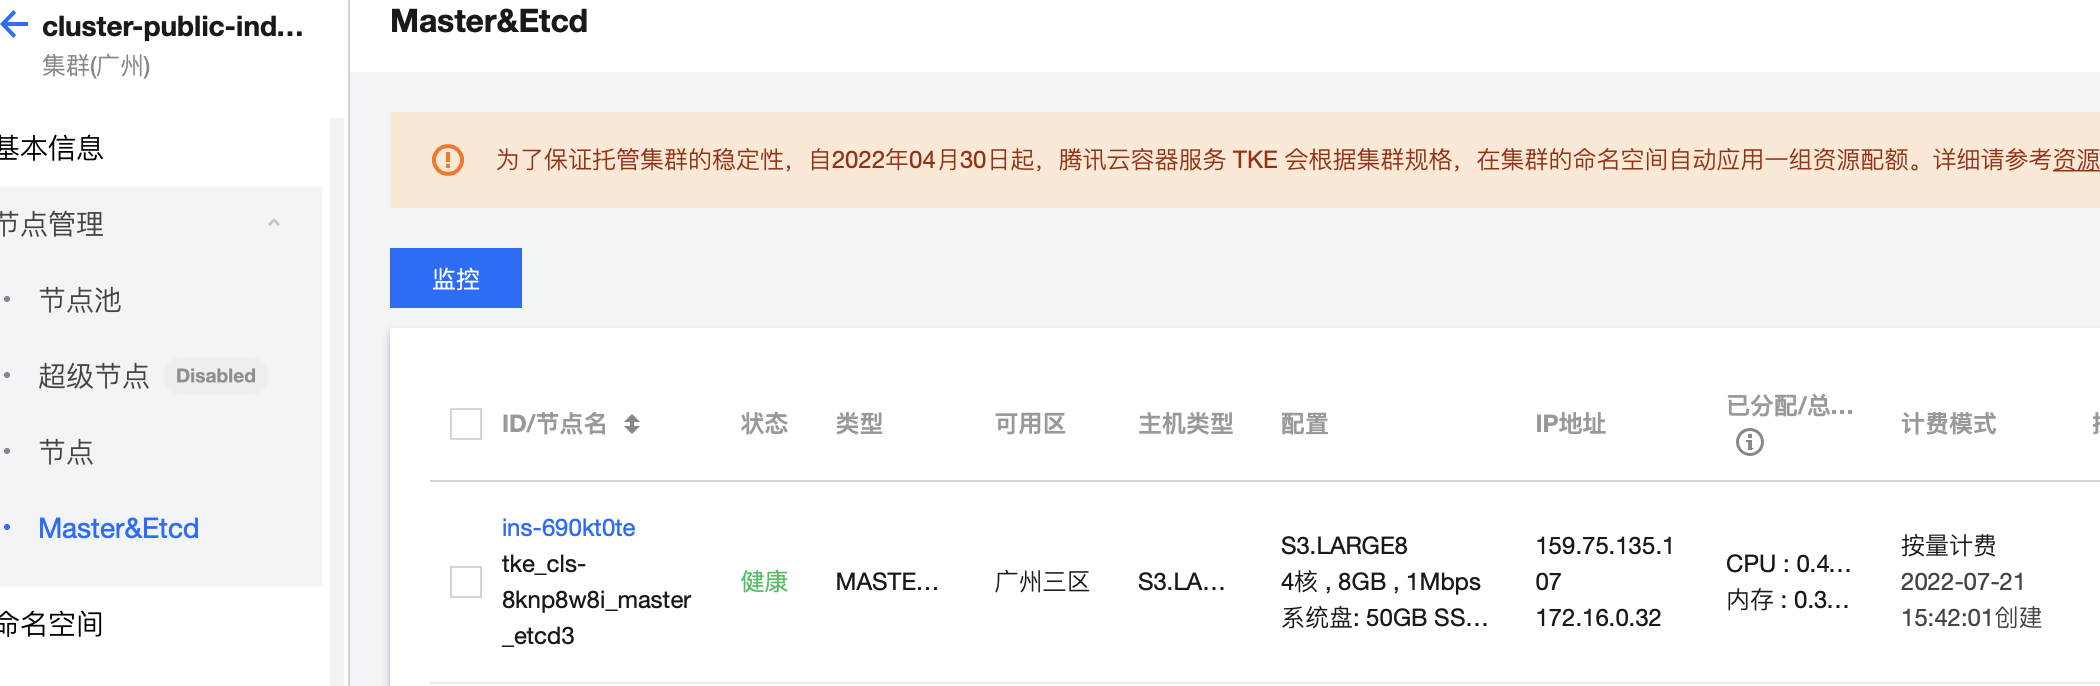 cluster-public-ind...
集群(广州)
基本信息
节点管理
节点池
超级节点 Disabled
节点
Master&Etcd
命名空间
Master&Etcd
为了保证托管集群的稳定性，自2022年04月30日起，腾讯云容器服务 TKE 会根据集群规格，在集群的命名空间自动应用一组资源配额。详细请参考资源
监控
ID/节点名 状态 类型 可用区 主机类型 配置 IP地址 已分配/总... 计费模式
ins-690kt0te
tke_cls-
8knp8w8i_master
_etcd3
健康
MASTE...
广州三区
S3.LA...
S3.LARGE8
4核 , 8GB , 1Mbps
系统盘: 50GB SS...
159.75.135.1
07
172.16.0.32
CPU : 0.4...
内存 : 0.3...
按量计费
2022-07-21
15:42:01创建